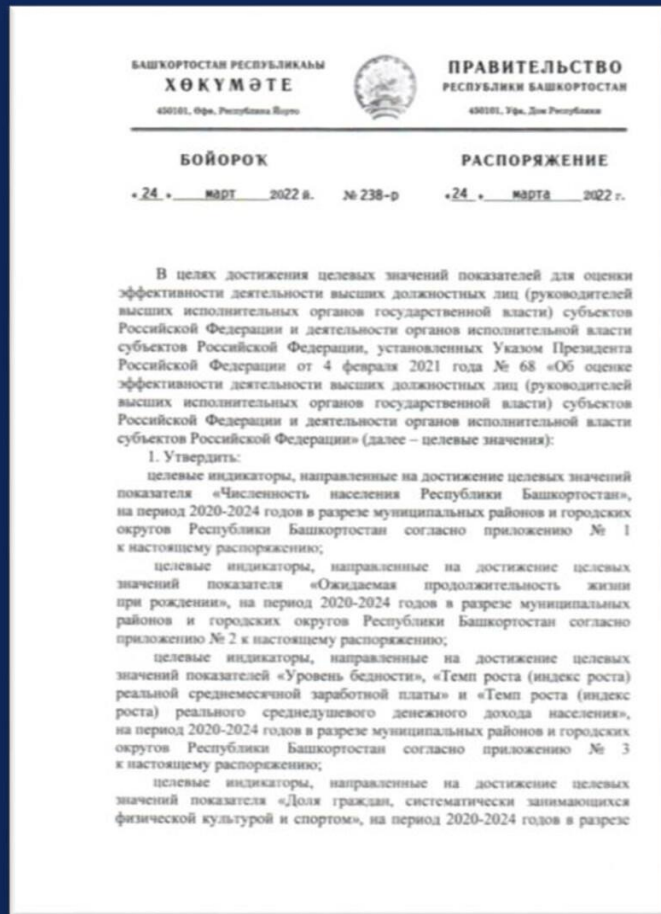 БАШҠОРТОСТАН РЕСПУБЛИКАҺЫ
ХӨКҮМӘТЕ
450101, Өфө, Республика Йорто
ПРАВИТЕЛЬСТВО
РЕСПУБЛИКИ БАШКОРТОСТАН
450101, Уфа, Дом Республики
БОЙОРОҠ
РАСПОРЯЖЕНИЕ
« 24 » март 2022 й. № 238-р «24 » марта 2022 г.
В целях достижения целевых значений показателей для оценки
эффективности деятельности высших должностных лиц (руководителей
высших исполнительных органов государственной власти) субъектов
Российской Федерации и деятельности органов исполнительной власти
субъектов Российской Федерации, установленных Указом Президента
Российской Федерации от 4 февраля 2021 года № 68 «Об оценке
эффективности деятельности высших должностных лиц (руководителей
высших исполнительных органов государственной власти) субъектов
Российской Федерации и деятельности органов исполнительной власти
субъектов Российской Федерации» (далее – целевые значения):
1. Утвердить:
целевые индикаторы, направленные на достижение целевых значений
показателя «Численность населения Республики Башкортостан»,
на период 2020-2024 годов в разрезе муниципальных районов и городских
округов Республики Башкортостан согласно приложению № 1
к настоящему распоряжению;
целевые индикаторы, направленные на достижение целевых
значений показателя «Ожидаемая продолжительность жизни
при рождении», на период 2020-2024 годов в разрезе муниципальных
районов и городских округов Республики Башкортостан согласно
приложению № 2 к настоящему распоряжению;
целевые индикаторы, направленные на достижение целевых
значений показателей «Уровень бедности», «Темп роста (индекс роста)
реальной среднемесячной заработной платы» и «Темп роста (индекс
роста) реального среднедушевого денежного дохода населения»,
на период 2020-2024 годов в разрезе муниципальных районов и городских
округов Республики Башкортостан согласно приложению № 3
к настоящему распоряжению;
целевые индикаторы, направленные на достижение целевых
значений показателя «Доля граждан, систематически занимающихся
физической культурой и спортом», на период 2020-2024 годов в разрезе